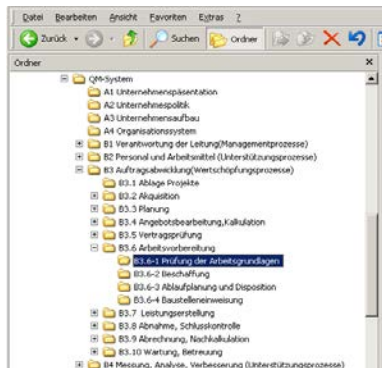 Datei Bearbeiten Ansicht Favoriten Extras ?
Zurück Suchen Ordner
Ordner
QM-System
A1 Unternehmenspäsentation
A2 Unternehmespolitik
A3 Unternehmensaufbau
A4 Organisationssystem
B1 Verantwortung der Leitung(Managementprozesse)
B2 Personal und Arbeitsmittel (Unterstützungsprozesse)
B3 Auftragsabwicklung(Wertschöpfungsprozesse)
B3.1 Ablage Projekte
B3.2 Akquisition
B3.3 Planung
B3.4 Angebotsbearbeitung,Kalkulation
B3.5 Vertragsprüfung
B3.6 Arbeitsvorbereitung
B3.6-1 Prüfung der Arbeitsgrundlagen
B3.6-2 Beschaffung
B3.6-3 Ablaufplanung und Disposition
B3.6-4 Baustelleneinweisung
B3.7 Leistungserstellung
B3.8 Abnahme, Schlusskontrolle
B3.9 Abrechnung, Nachkalkulation
B3.10 Wartung, Betreuung
B4 Messung, Analyse, Verbesserung (Unterstützungsprozesse)